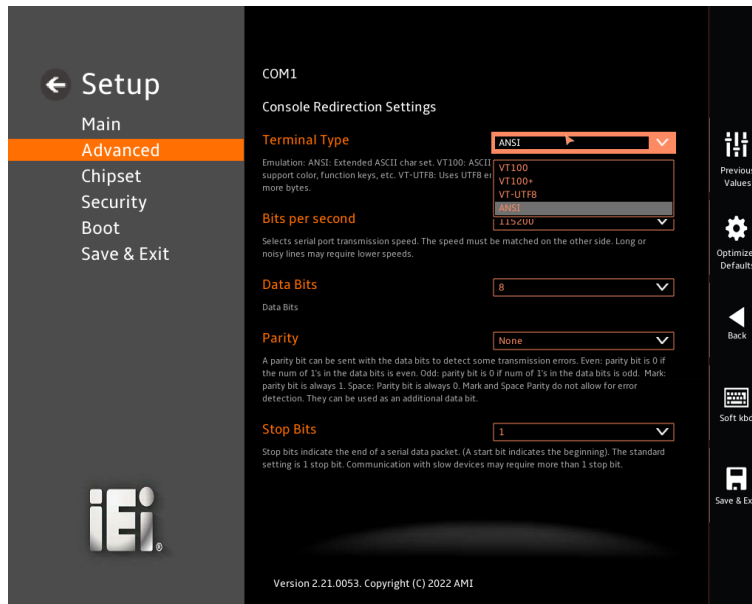 Setup
Main
Advanced
Chipset
Security
Boot
Save & Exit
iEi®
COM1
Console Redirection Settings
Terminal Type
ANSI
Emulation: ANSI: Extended ASCII char set. VT100: ASCII
support color, function keys, etc. VT-UTF8: Uses UTF8
more bytes.
VT100
VT100+
VT-UTF8
ANSI
Bits per second
115200
Selects serial port transmission speed. The speed must be matched on the other side. Long or
noisy lines may require lower speeds.
Data Bits
8
Data Bits
Parity
None
A parity bit can be sent with the data bits to detect some transmission errors. Even: parity bit is 0 if
the num of 1's in the data bits is even. Odd: parity bit is 0 if num of 1's in the data bits is odd. Mark:
parity bit is always 1. Space: Parity bit is always 0. Mark and Space Parity do not allow for error
detection. They can be used as an additional data bit.
Stop Bits
1
Stop bits indicate the end of a serial data packet. (A start bit indicates the beginning). The standard
setting is 1 stop bit. Communication with slow devices may require more than 1 stop bit.
Version 2.21.0053. Copyright (C) 2022 AMI
Previous
Values
Optimize
Default
Back
Soft kbd
Save & Ex